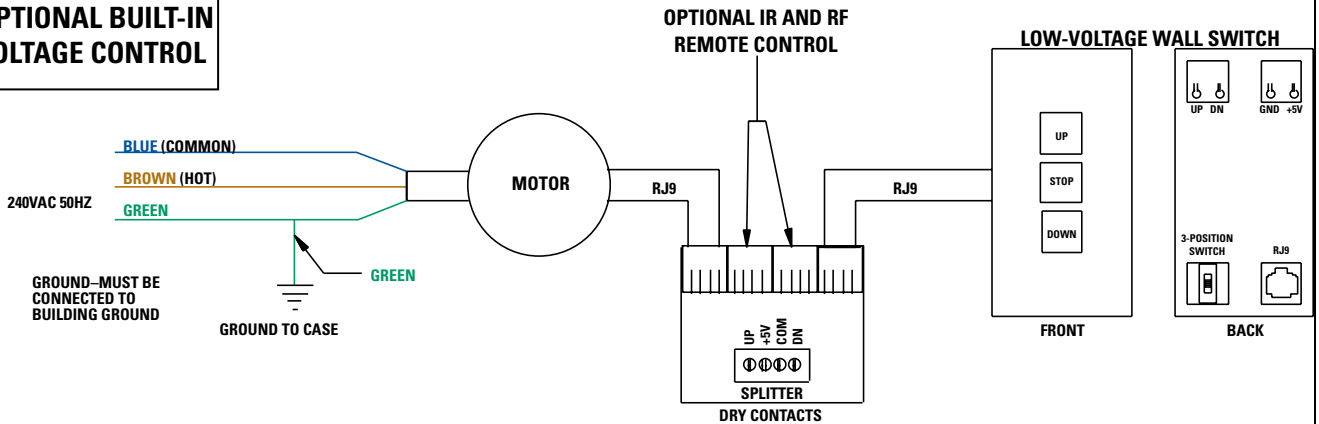 PTIONAL BUILT-IN
OLTAGE CONTROL
OPTIONAL IR AND RF
REMOTE CONTROL
LOW-VOLTAGE WALL SWITCH
240VAC 50HZ
BLUE (COMMON)
BROWN (HOT)
GREEN
GREEN
GROUND–MUST BE
CONNECTED TO
BUILDING GROUND
GROUND TO CASE
MOTOR
RJ9
RJ9
UP
+5V
COM
DN
SPLITTER
DRY CONTACTS
UP
STOP
DOWN
FRONT
UP DN
GND +5V
3-POSITION
SWITCH
RJ9
BACK